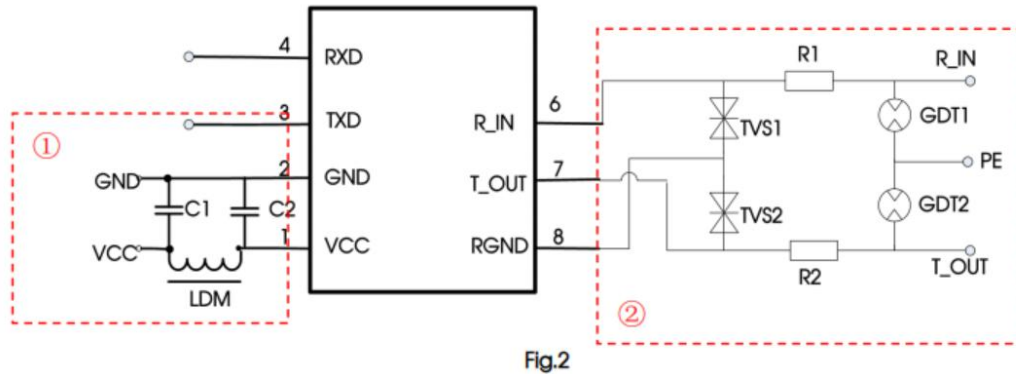 4
RXD
3
TXD
①
GND
2
GND
C1
C2
VCC
1
VCC
LDM
R_IN
6
T_OUT
7
RGND
8
R1
R_IN
TVS1
GDT1
PE
TVS2
GDT2
R2
T_OUT
②
Fig.2